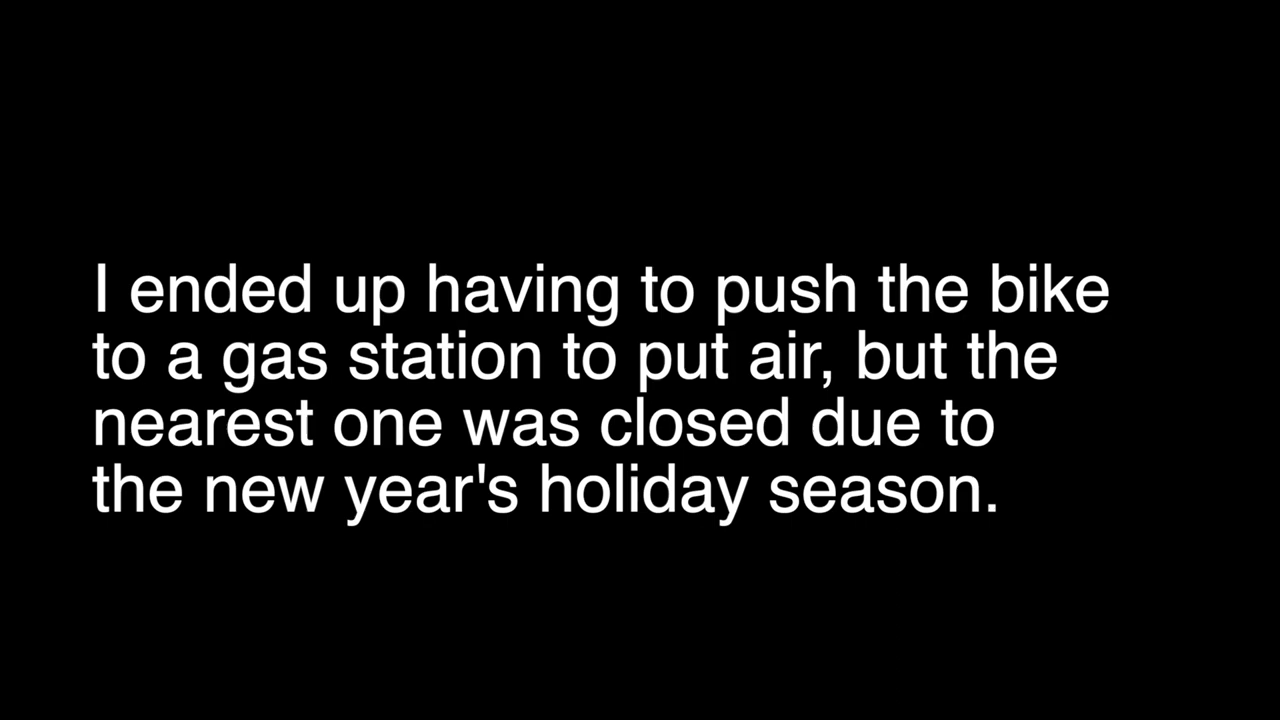 I ended up having to push the bike
to a gas station to put air, but the
nearest one was closed due to
the new year's holiday season.